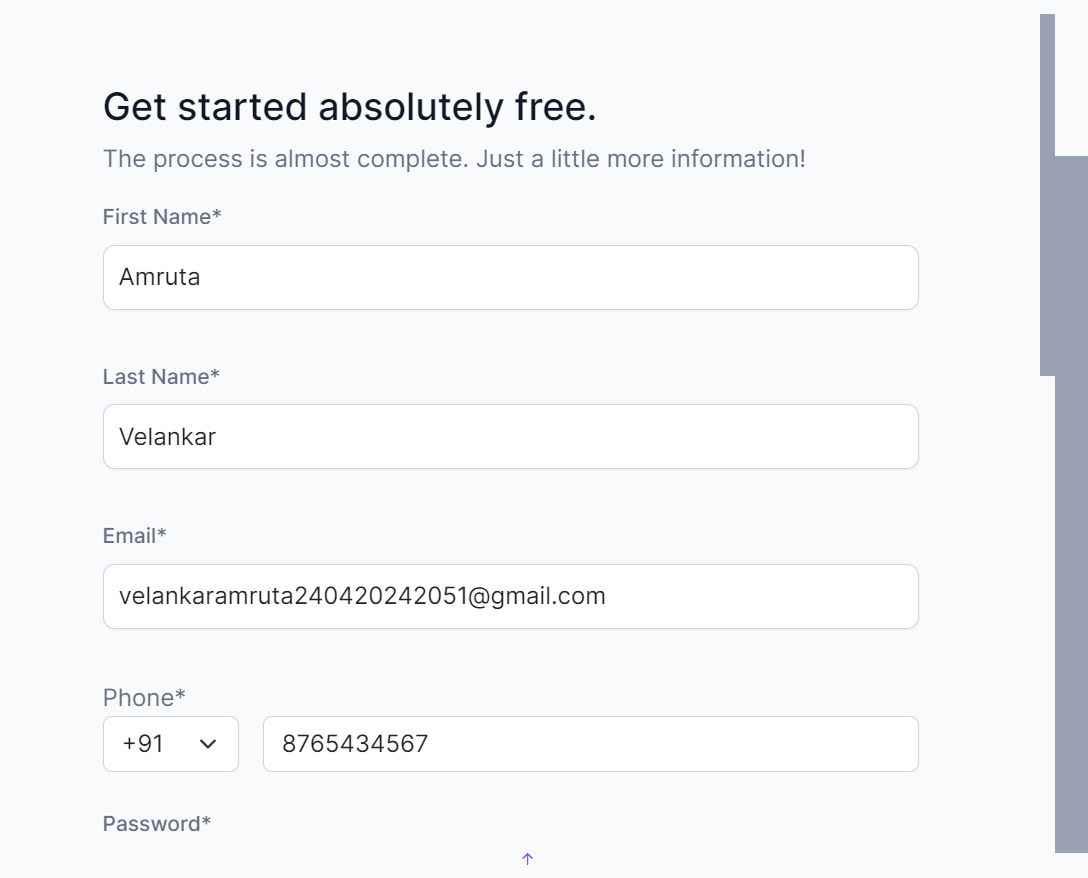 Get started absolutely free.
The process is almost complete. Just a little more information!
First Name*
Amruta
Last Name*
Velankar
Email*
velankaramruta240420242051@gmail.com
Phone*
+91 8765434567
Password*